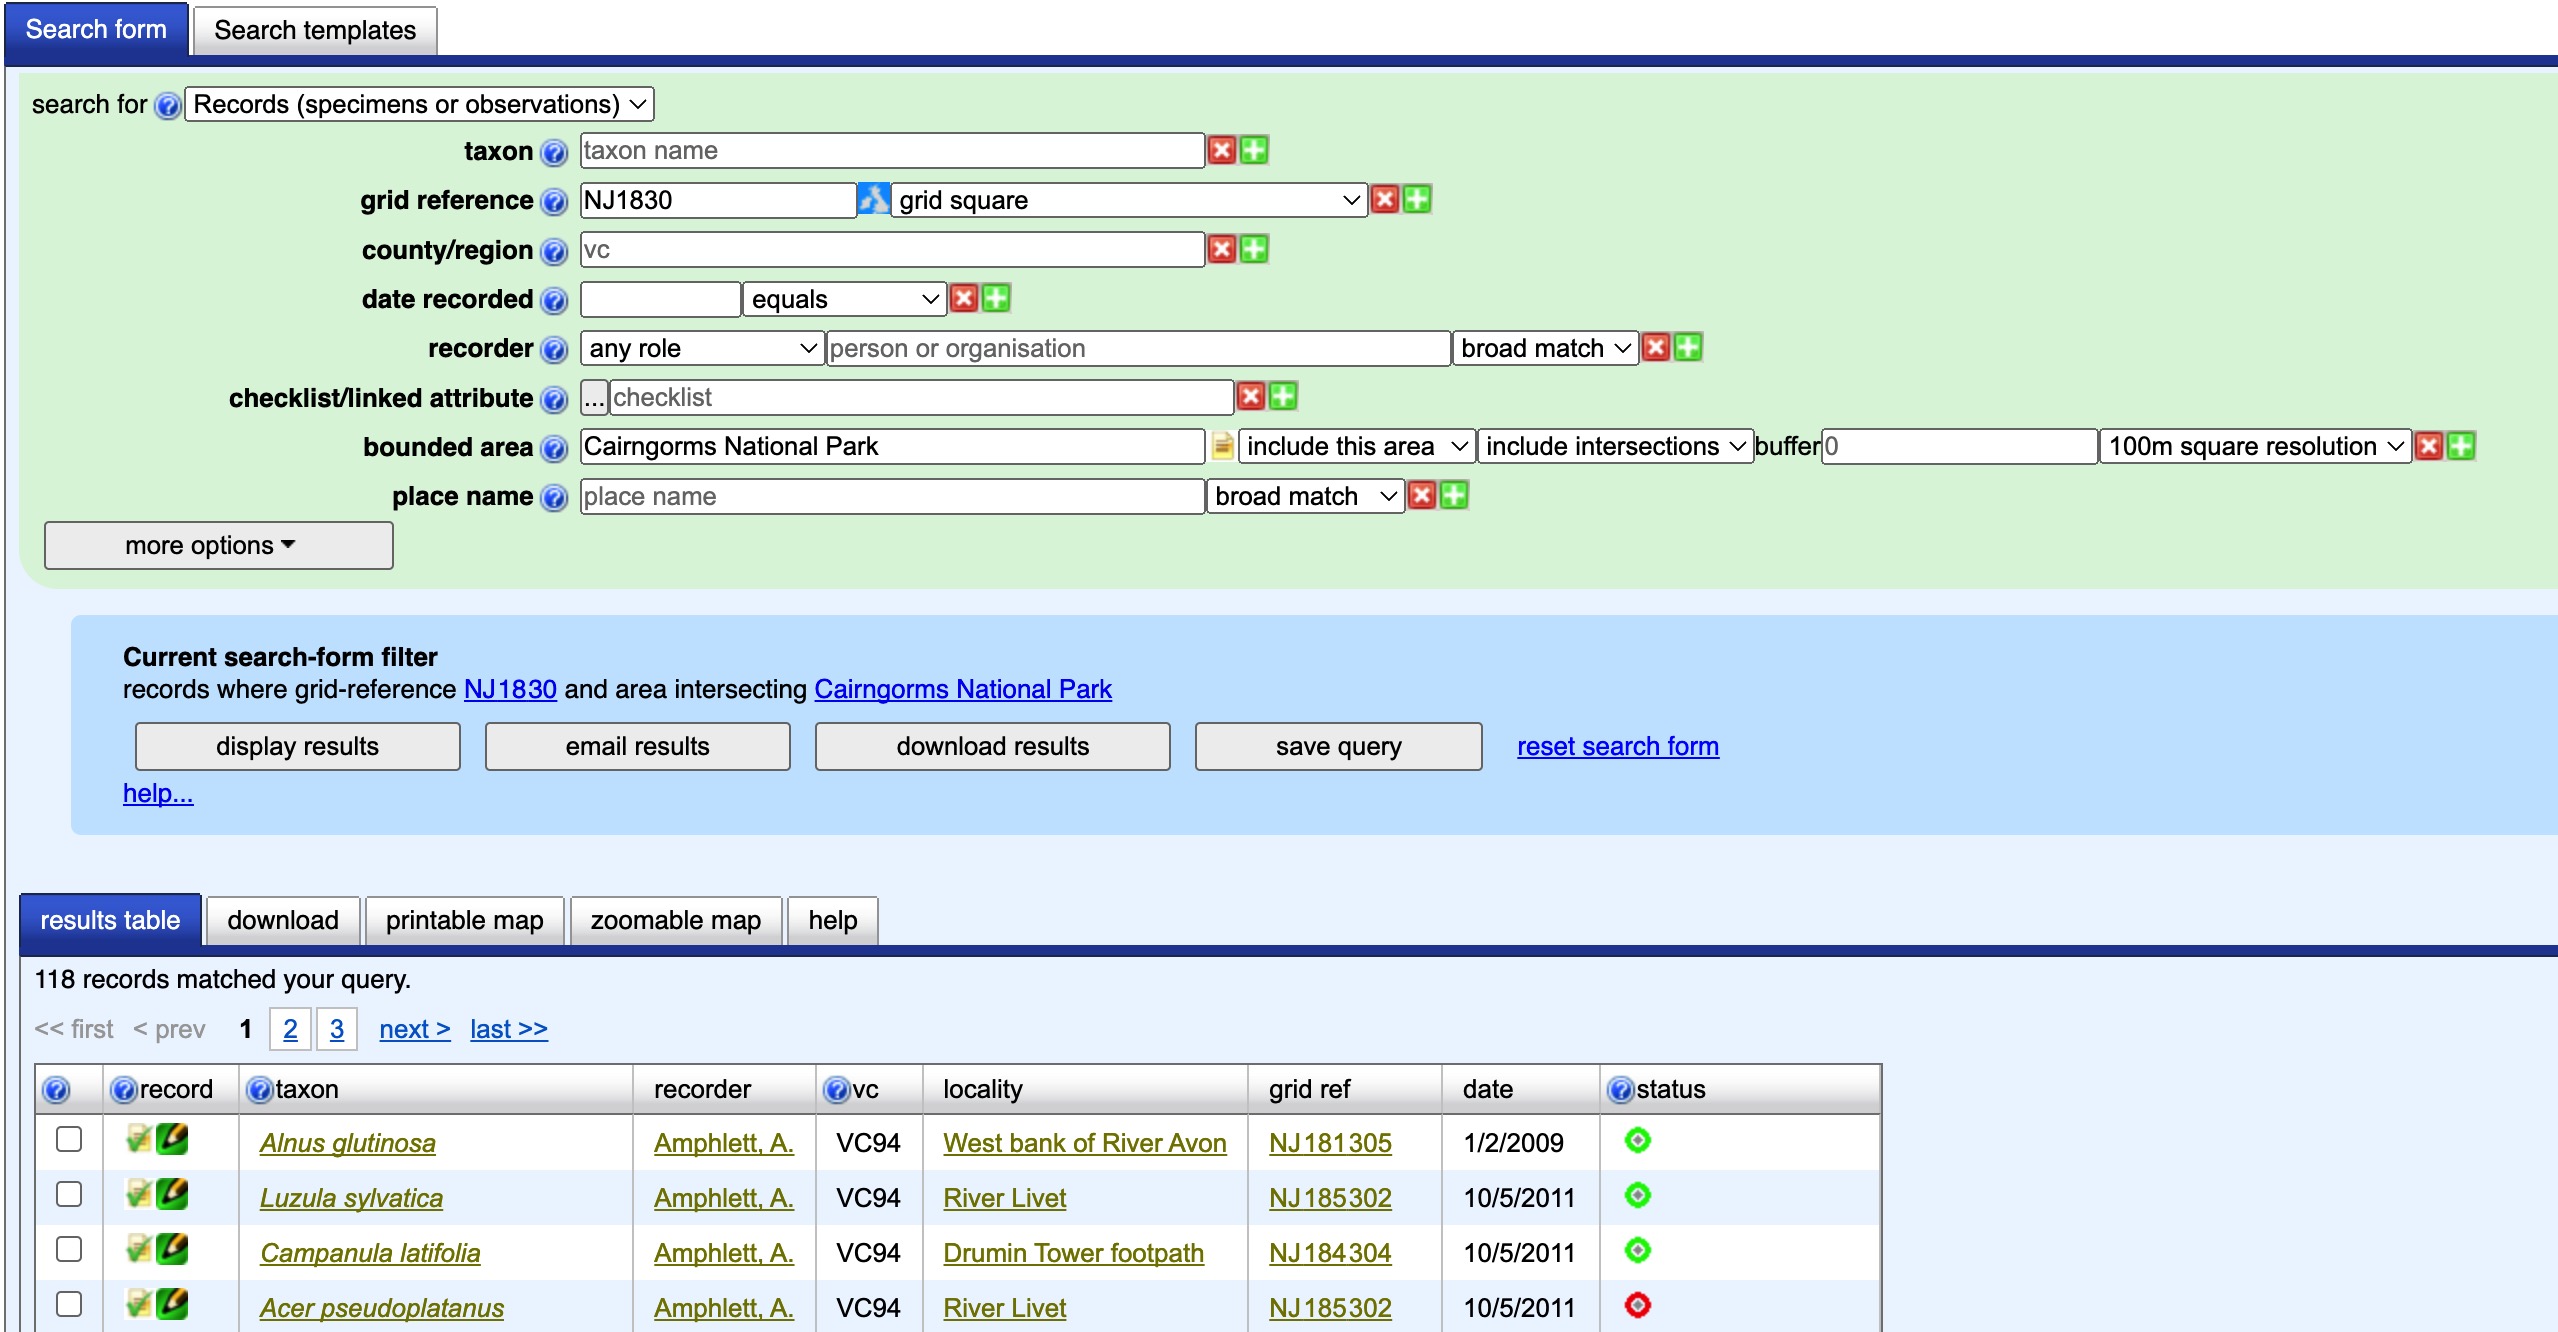 Search form Search templates
search for Records (specimens or observations)
taxon taxon name
grid reference NJ1830 grid square
county/region vc
date recorded equals
recorder any role person or organisation broad match
checklist/linked attribute ... checklist
bounded area Cairngorms National Park include this area include intersections buffer 0 100m square resolution
place name place name broad match
more options
Current search-form filter
records where grid-reference NJ1830 and area intersecting Cairngorms National Park
display results email results download results save query reset search form
help...
results table download printable map zoomable map help
118 records matched your query.
<< first < prev 1 2 3 next > last >>
record taxon recorder vc locality grid ref date status
Alnus glutinosa Amphlett, A. VC94 West bank of River Avon NJ181305 1/2/2009
Luzula sylvatica Amphlett, A. VC94 River Livet NJ185302 10/5/2011
Campanula latifolia Amphlett, A. VC94 Drumin Tower footpath NJ184304 10/5/2011
Acer pseudoplatanus Amphlett, A. VC94 River Livet NJ185302 10/5/2011